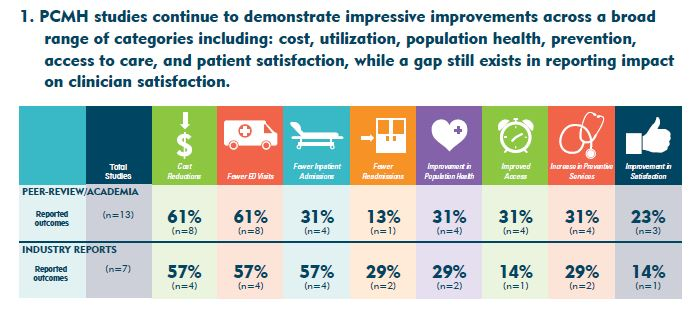 1. PCMH studies continue to demonstrate impressive improvements across a broad
range of categories including: cost, utilization, population health, prevention,
access to care, and patient satisfaction, while a gap still exists in reporting impact
on clinician satisfaction.
Total
Studies
$
Cost
Reductions
Fewer ED Visits
Fewer Inpatient
Admissions
Fewer
Readmissions
Improvement in
Population Health
Improved
Access
Increase in Preventive
Services
Improvement in
Satisfaction
PEER-REVIEW/ACADEMIA
Reported
outcomes
(n=13)
61%
(n=8)
61%
(n=8)
31%
(n=4)
13%
(n=1)
31%
(n=4)
31%
(n=4)
31%
(n=4)
23%
(n=3)
INDUSTRY REPORTS
Reported
outcomes
(n=7)
57%
(n=4)
57%
(n=4)
57%
(n=4)
29%
(n=2)
29%
(n=2)
14%
(n=1)
29%
(n=2)
14%
(n=1)